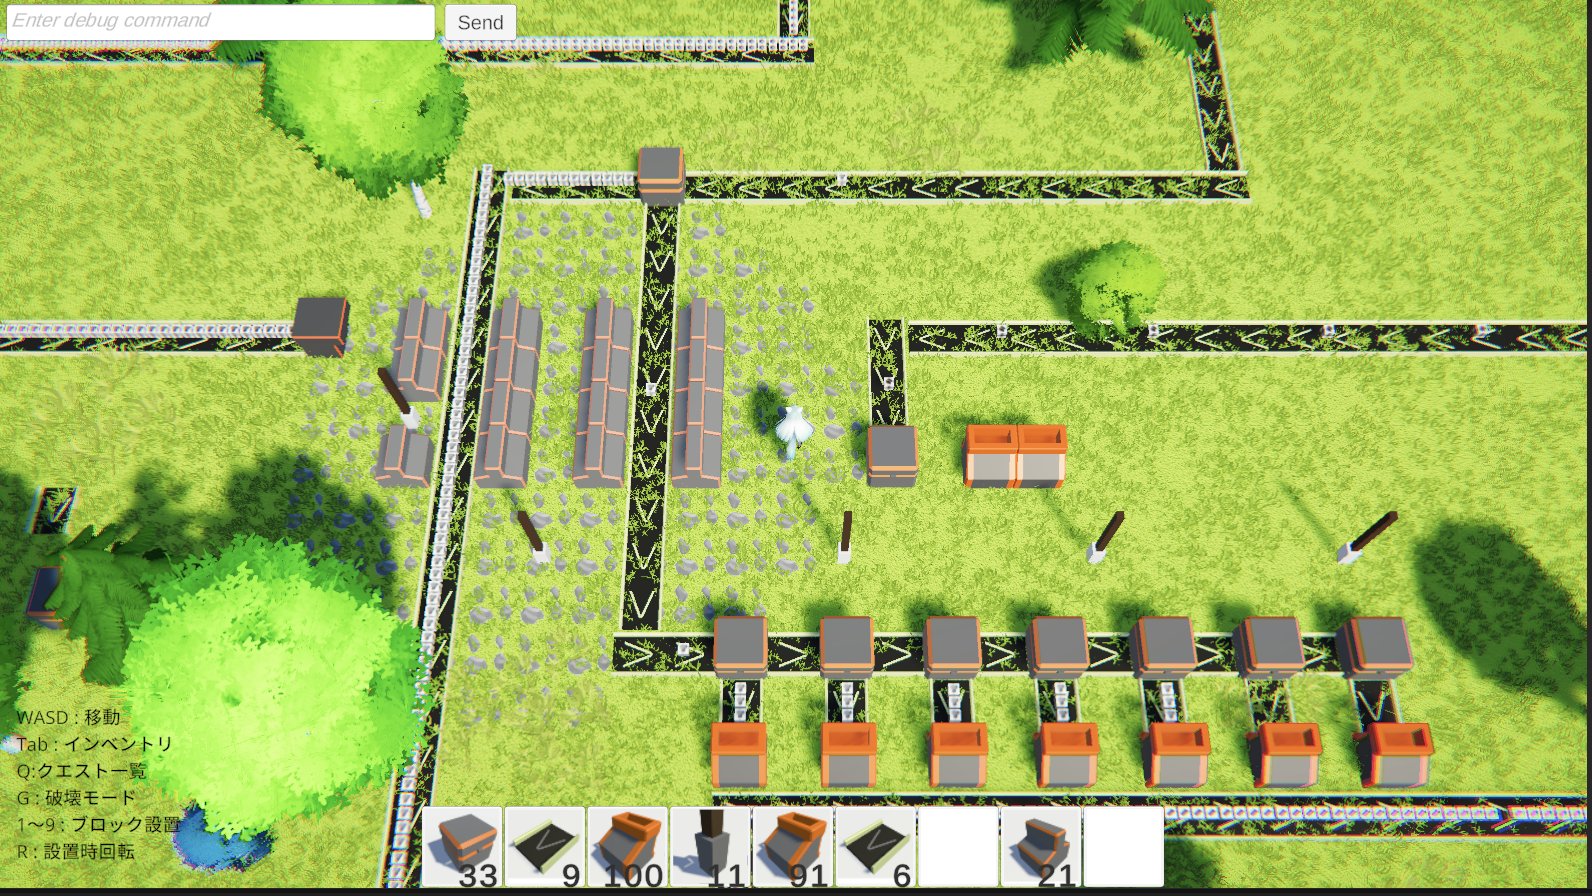 Enter debug command
Send
WASD : 移動
Tab : インベントリ
Q:クエスト一覧
G : 破壊モード
1～9 : ブロック設置
R : 設置時回転
33
9
100
11
91
6
21